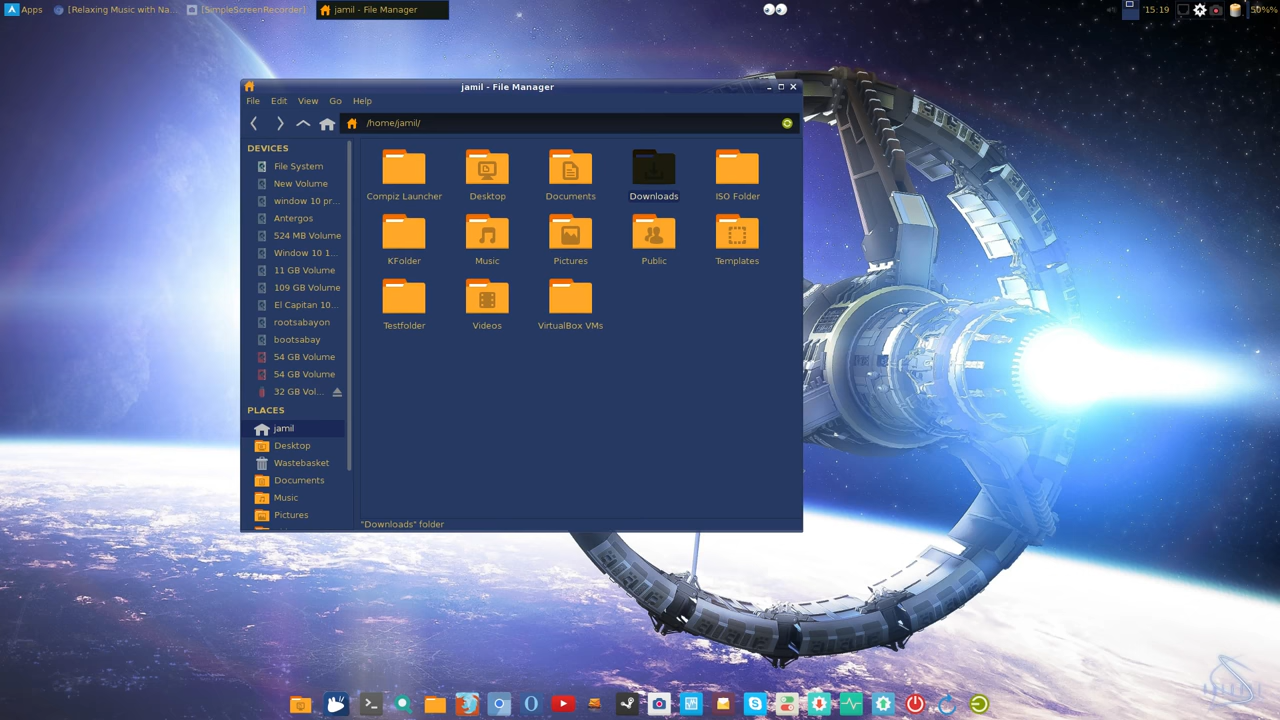 Apps [Relaxing Music with Na... [SimpleScreenRecorder] jamil - File Manager 15:19
jamil - File Manager
File Edit View Go Help
/home/jamil/
DEVICES
File System
New Volume
window 10 pr...
Antergos
524 MB Volume
Window 10 1...
11 GB Volume
109 GB Volume
El Capitan 10...
rootsabayon
bootsabay
54 GB Volume
54 GB Volume
32 GB Vol...
PLACES
jamil
Desktop
Wastebasket
Documents
Music
Pictures
Compiz Launcher Desktop Documents Downloads ISO Folder
KFolder Music Pictures Public Templates
Testfolder Videos VirtualBox VMs
"Downloads" folder